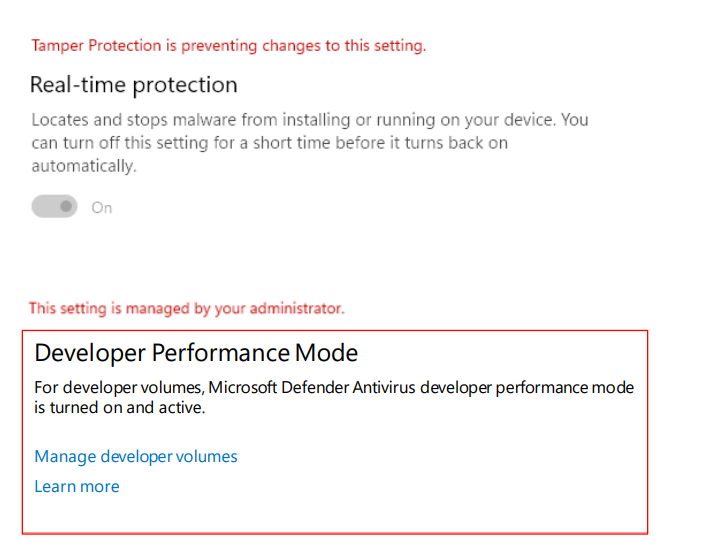 Tamper Protection is preventing changes to this setting.
Real-time protection
Locates and stops malware from installing or running on your device. You
can turn off this setting for a short time before it turns back on
automatically.
On
This setting is managed by your administrator.
Developer Performance Mode
For developer volumes, Microsoft Defender Antivirus developer performance mode
is turned on and active.
Manage developer volumes
Learn more